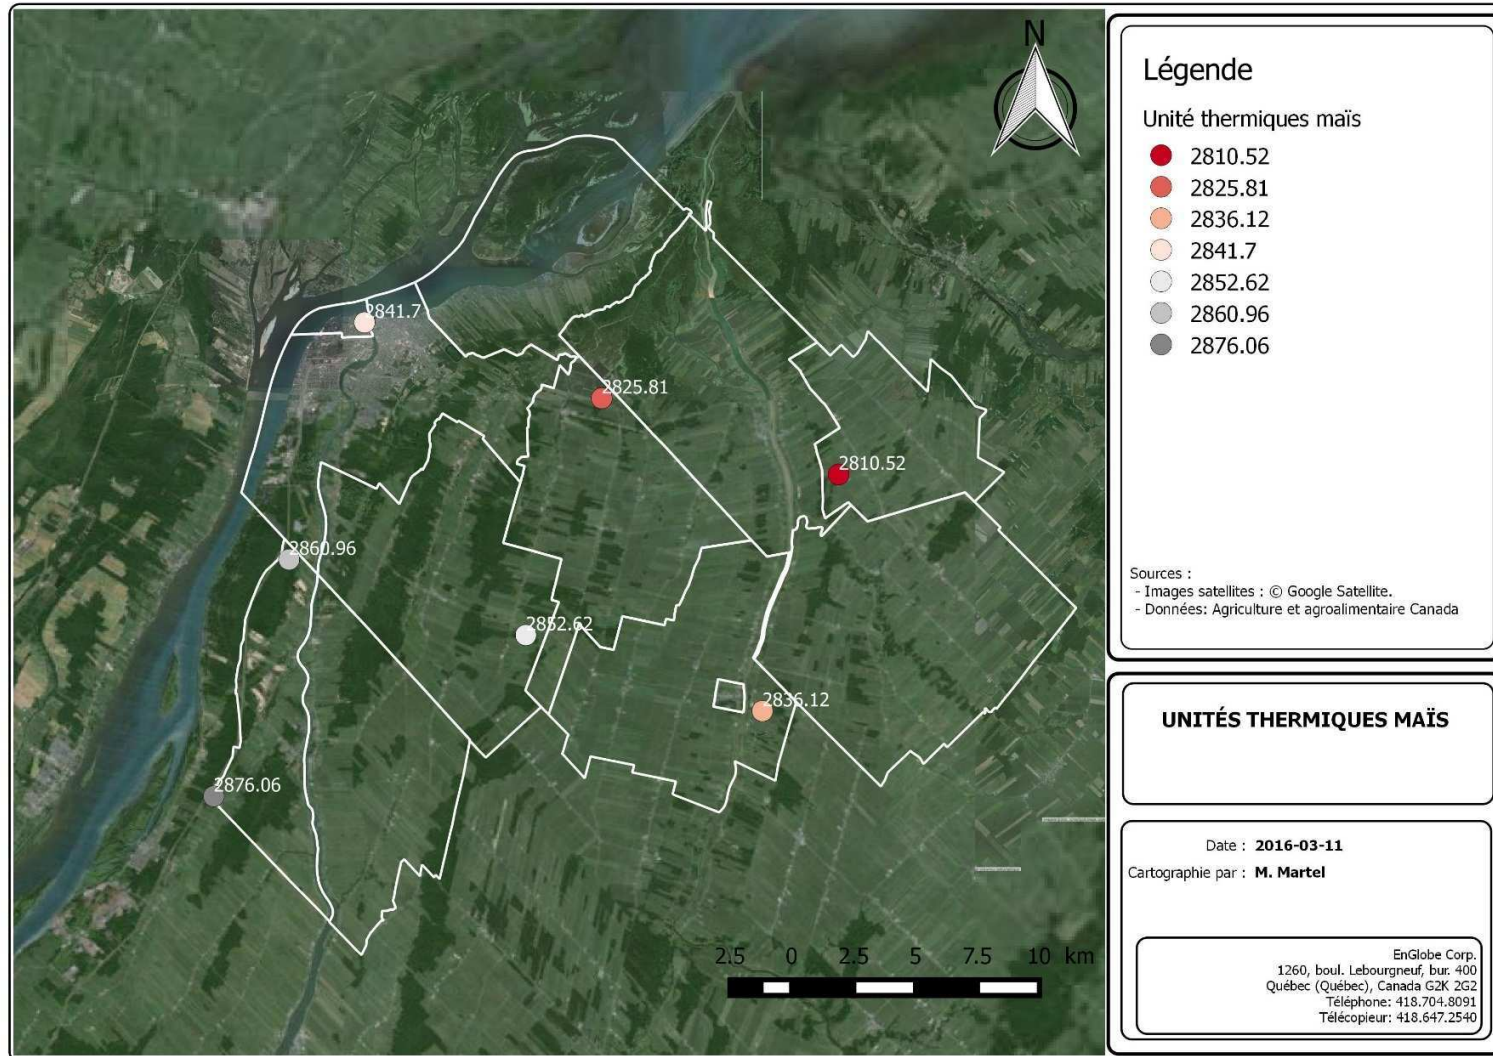 N
2841.7
2825.81
2810.52
2860.96
2852.62
2836.12
2876.06
2.5 0 2.5 5 7.5 10 km
Légende
Unité thermiques maïs
2810.52
2825.81
2836.12
2841.7
2852.62
2860.96
2876.06
Sources :
- Images satellites : © Google Satellite.
- Données: Agriculture et agroalimentaire Canada
UNITÉS THERMIQUES MAÏS
Date : 2016-03-11
Cartographie par : M. Martel
EnGlobe Corp.
1260, boul. Lebourgneuf, bur. 400
Québec (Québec), Canada G2K 2G2
Téléphone: 418.704.8091
Télécopieur: 418.647.2540